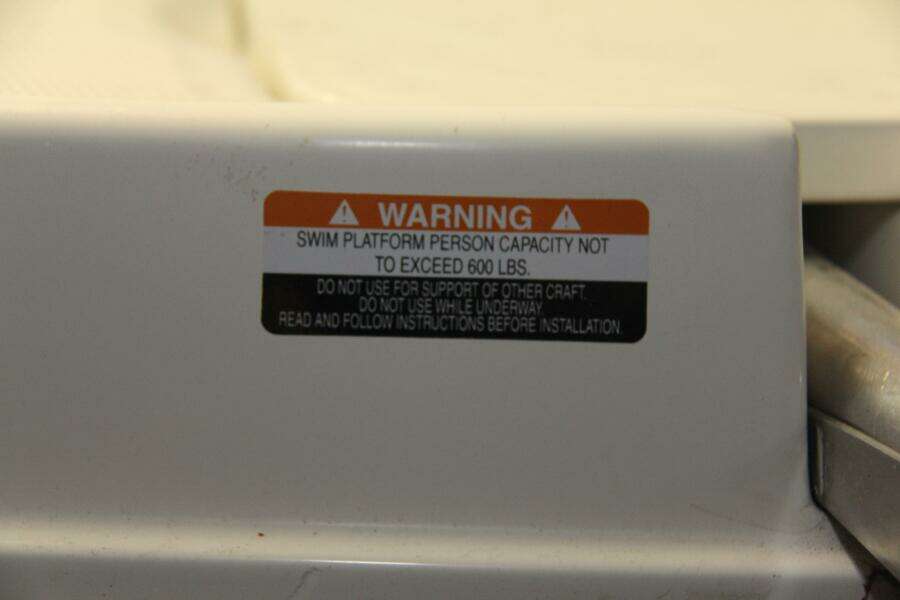 WARNING
SWIM PLATFORM PERSON CAPACITY NOT
TO EXCEED 600 LBS.
DO NOT USE FOR SUPPORT OF OTHER CRAFT.
DO NOT USE WHILE UNDERWAY.
READ AND FOLLOW INSTRUCTIONS BEFORE INSTALLATION.